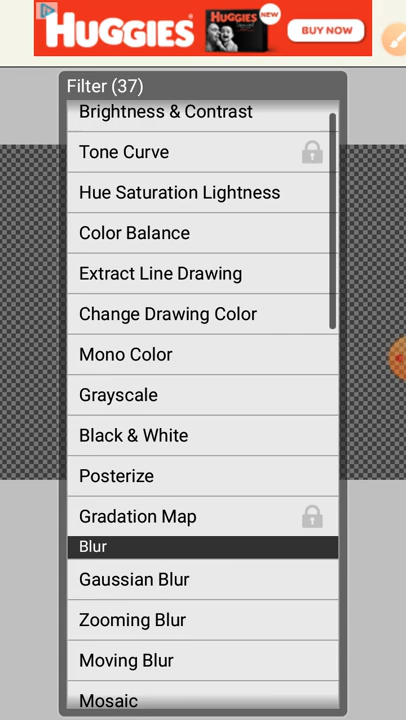 HUGGIES
NEW
BUY NOW
Filter (37)
Brightness & Contrast
Tone Curve
Hue Saturation Lightness
Color Balance
Extract Line Drawing
Change Drawing Color
Mono Color
Grayscale
Black & White
Posterize
Gradation Map
Blur
Gaussian Blur
Zooming Blur
Moving Blur
Mosaic